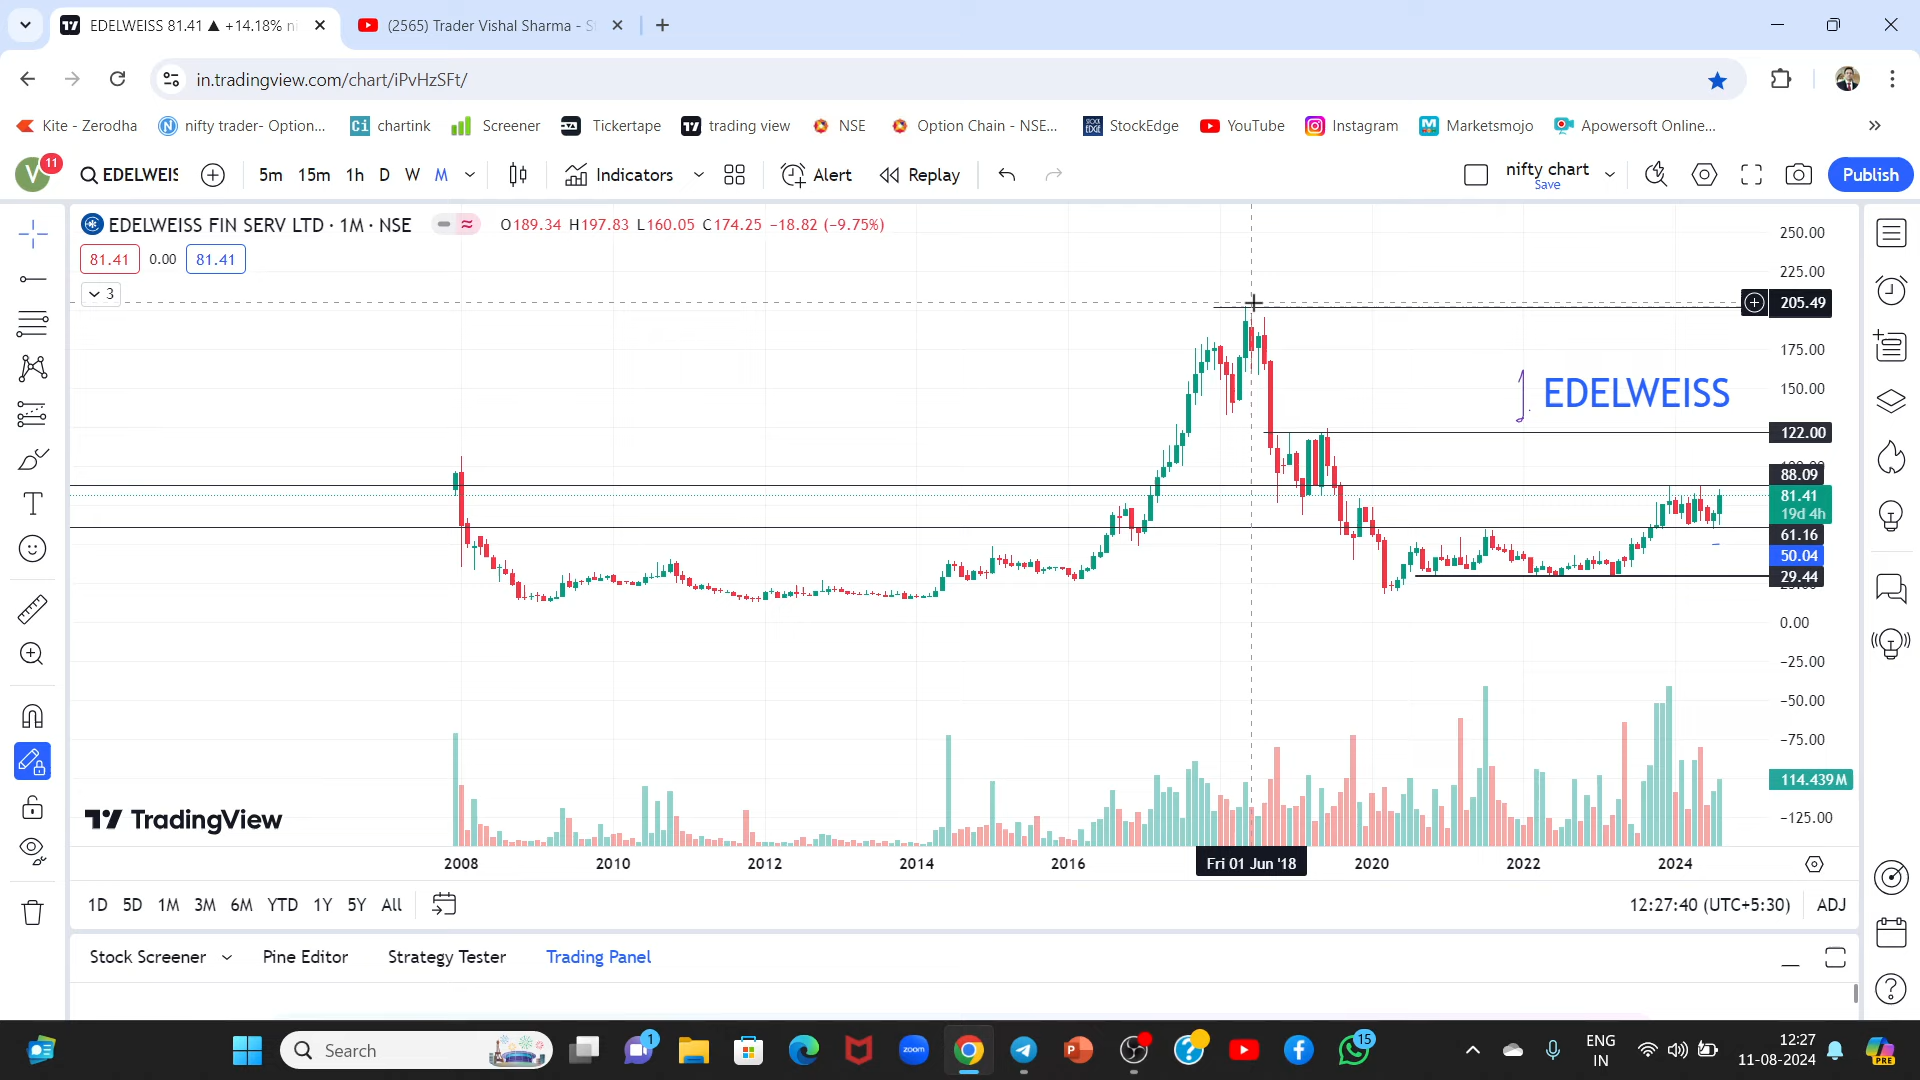 EDELWEISS 81.41 ▲ +14.18% ni
(2565) Trader Vishal Sharma - S
in.tradingview.com/chart/iPvHzSFt/
Kite - Zerodha
nifty trader- Option...
Ci chartink
Screener
Tickertape
trading view
NSE
Option Chain - NSE...
STOCK EDGE StockEdge
YouTube
Instagram
Marketsmojo
Apowersoft Online...
V 11
EDELWEIS
5m 15m 1h D W M
Indicators
Alert
Replay
nifty chart
Save
Publish
EDELWEISS FIN SERV LTD · 1M · NSE
O189.34 H197.83 L160.05 C174.25 −18.82 (−9.75%)
81.41 0.00 81.41
3
EDELWEISS
250.00
225.00
205.49
175.00
150.00
122.00
88.09
81.41
19d 4h
61.16
50.04
29.44
0.00
−25.00
−50.00
−75.00
114.439M
−125.00
TradingView
2008 2010 2012 2014 2016 Fri 01 Jun '18 2020 2022 2024
1D 5D 1M 3M 6M YTD 1Y 5Y All
12:27:40 (UTC+5:30) ADJ
Stock Screener Pine Editor Strategy Tester Trading Panel
Search
1
zoom
15
ENG
IN
12:27
11-08-2024
PRE